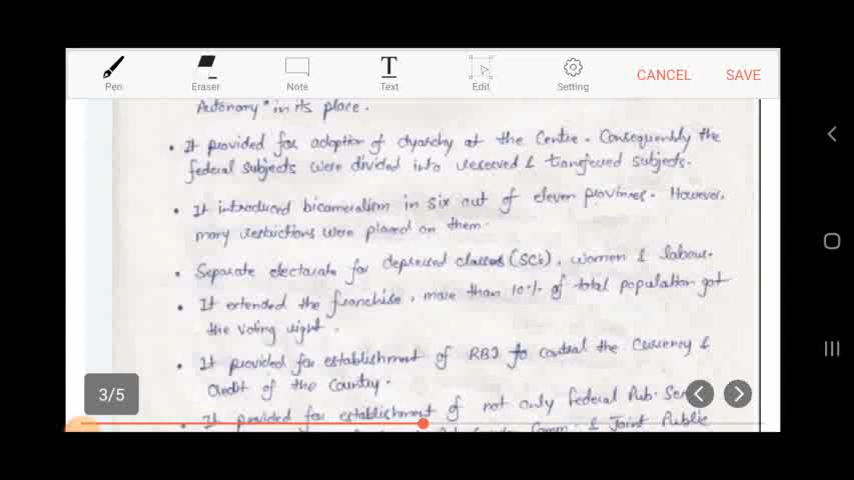 Pen
Eraser
Note
Text
Edit
Setting
CANCEL
SAVE
Autonomy" in its place.
• It provided for adoption of dyarchy at the Centre. Consequently the
federal subjects were divided into reserved & transferred subjects.
• It introduced bicameralism in six out of eleven provinces. However,
many restrictions were placed on them.
• Separate electorate for depressed classes (SCs), women & labour.
• It extended the franchise, more than 10% of total population got
the voting right.
• It provided for establishment of RBI to control the currency &
credit of the country.
• It provided for establishment of not only federal Pub.
Comm. & Joint Public
3/5